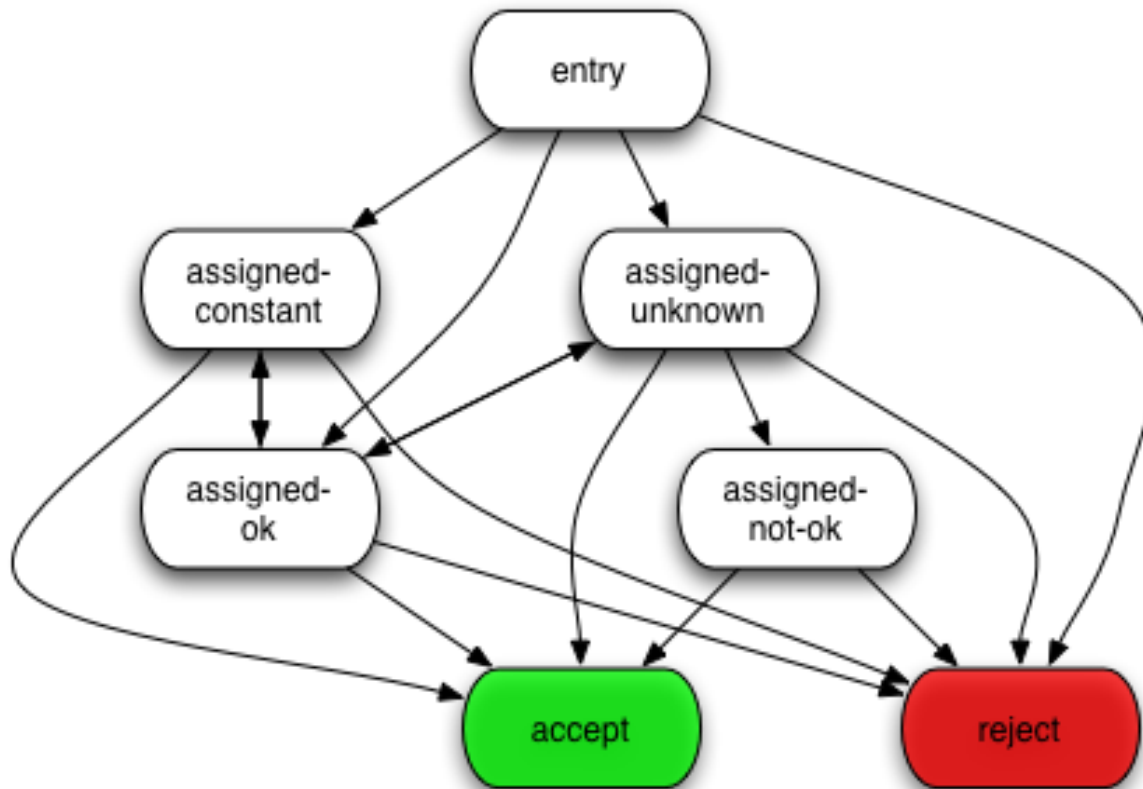 entry
assigned-
constant
assigned-
unknown
assigned-
ok
assigned-
not-ok
accept
reject